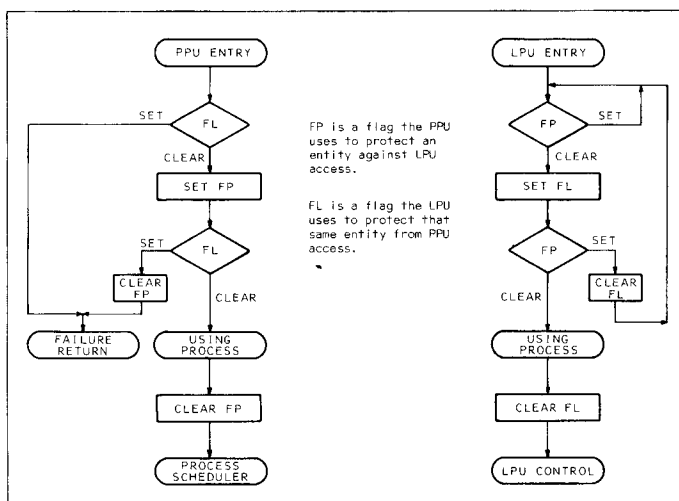 PPU ENTRY
SET
FL
CLEAR
SET FP
SET
FL
CLEAR
FP
CLEAR
FAILURE
RETURN
USING
PROCESS
CLEAR FP
PROCESS
SCHEDULER
FP is a flag the PPU
uses to protect an
entity against LPU
access.
FL is a flag the LPU
uses to protect that
same entity from PPU
access.
LPU ENTRY
FP
SET
CLEAR
SET FL
FP
SET
CLEAR
FL
CLEAR
USING
PROCESS
CLEAR FL
LPU CONTROL